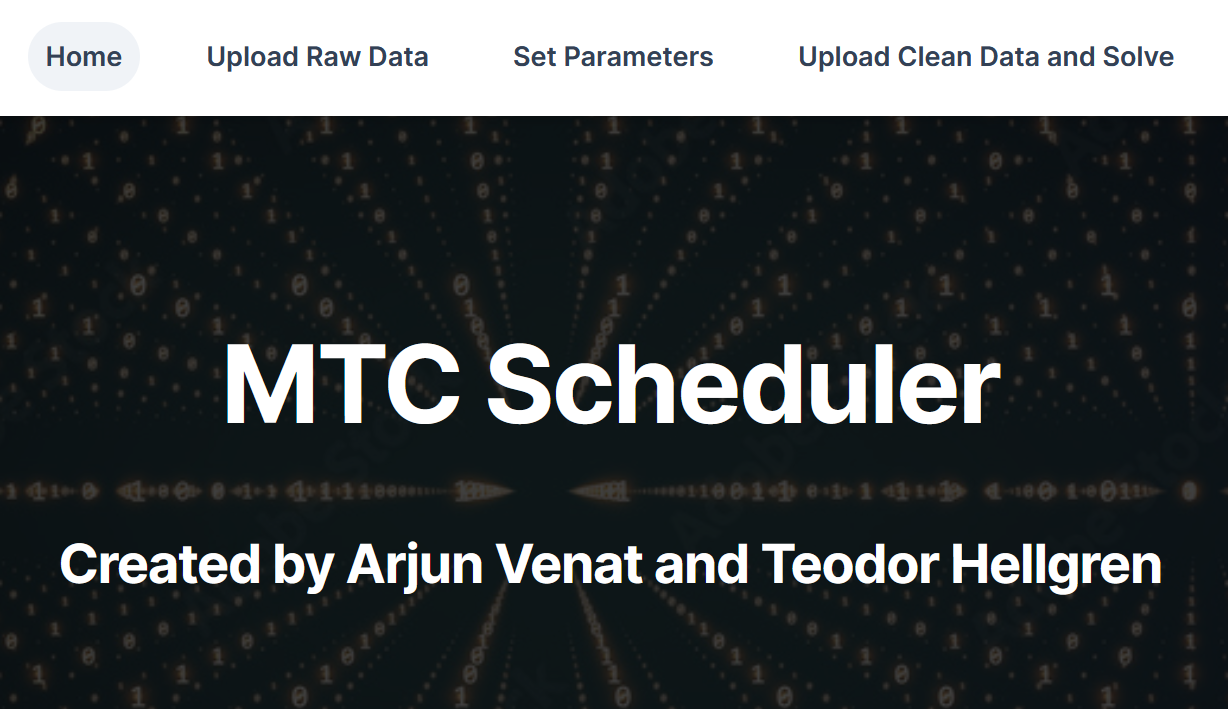 Home
Upload Raw Data
Set Parameters
Upload Clean Data and Solve
MTC Scheduler
Created by Arjun Venat and Teodor Hellgren